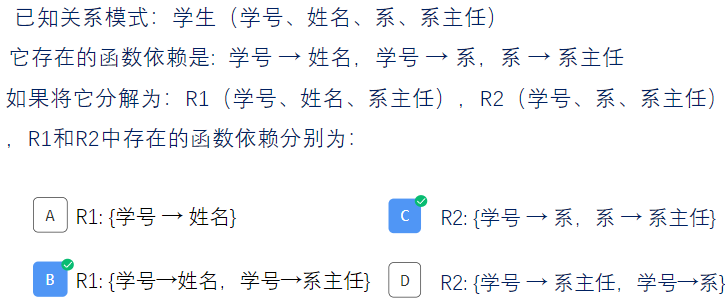 已知关系模式：学生（学号、姓名、系、系主任）
它存在的函数依赖是: 学号 → 姓名，学号 → 系，系 → 系主任
如果将它分解为：R1（学号、姓名、系主任），R2（学号、系、系主任）
，R1和R2中存在的函数依赖分别为：
A R1: {学号 → 姓名}
C R2: {学号 → 系，系 → 系主任}
B R1: {学号→姓名，学号→系主任}
D R2: {学号 → 系主任，学号→系}